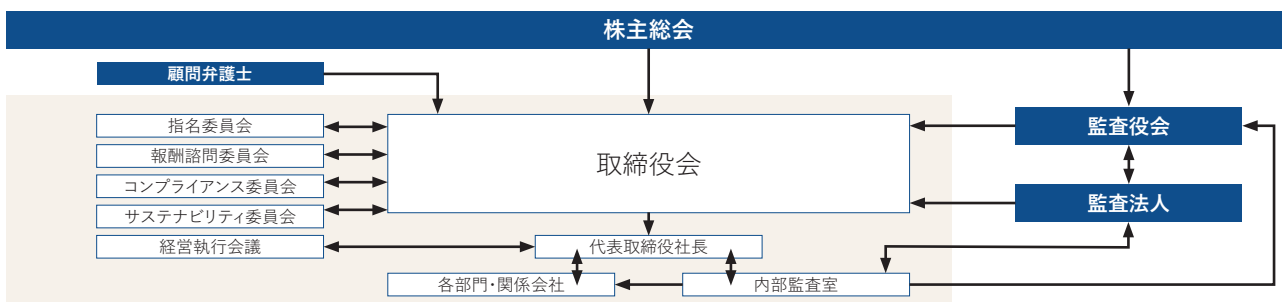 株主総会
顧問弁護士
指名委員会
報酬諮問委員会
コンプライアンス委員会
サステナビリティ委員会
経営執行会議
取締役会
代表取締役社長
各部門・関係会社
内部監査室
監査役会
監査法人